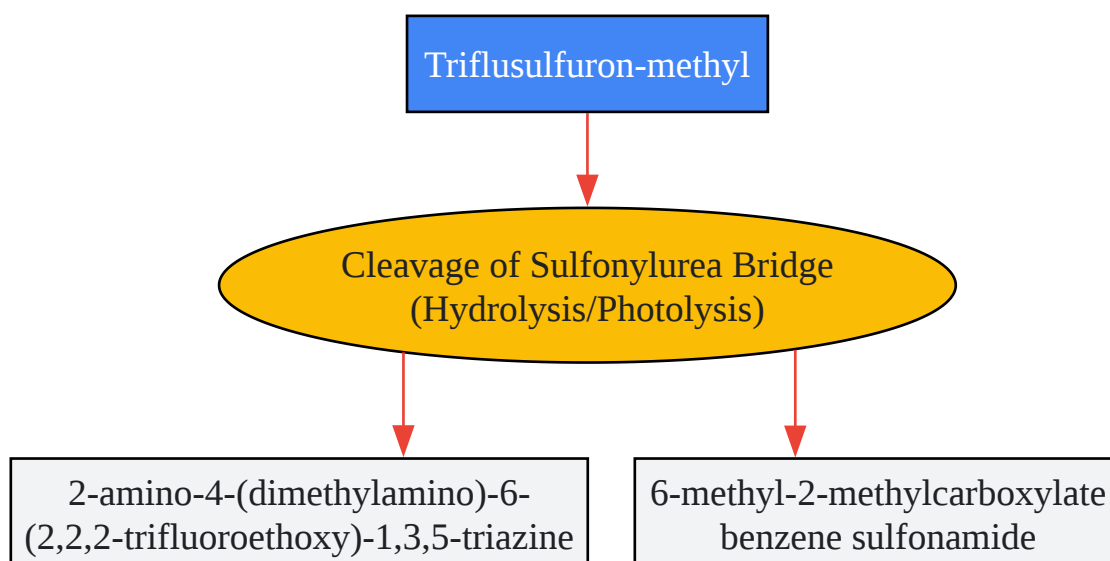 Triflusulfuron-methyl
Cleavage of Sulfonylurea Bridge
(Hydrolysis/Photolysis)
2-amino-4-(dimethylamino)-6-
(2,2,2-trifluoroethoxy)-1,3,5-triazine
6-methyl-2-methylcarboxylate
benzene sulfonamide